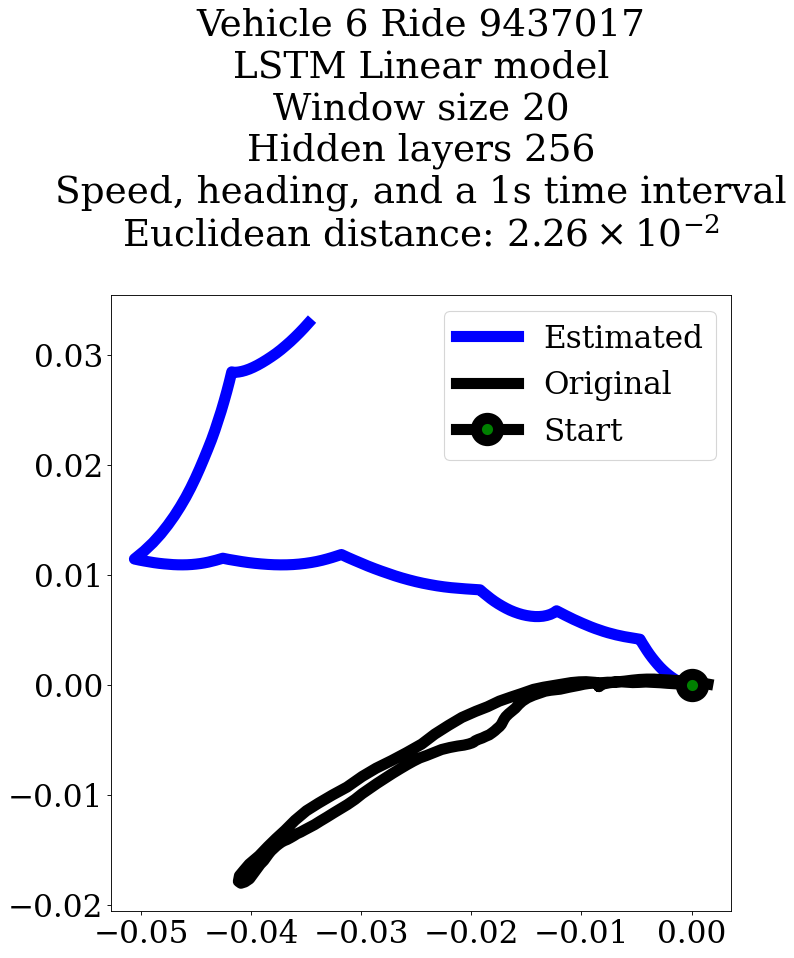 Vehicle 6 Ride 9437017
LSTM Linear model
Window size 20
Hidden layers 256
Speed, heading, and a 1s time interval
Euclidean distance: 2.26 × 10⁻²
Estimated
Original
Start
0.03
0.02
0.01
0.00
−0.01
−0.02
−0.05 −0.04 −0.03 −0.02 −0.01 0.00